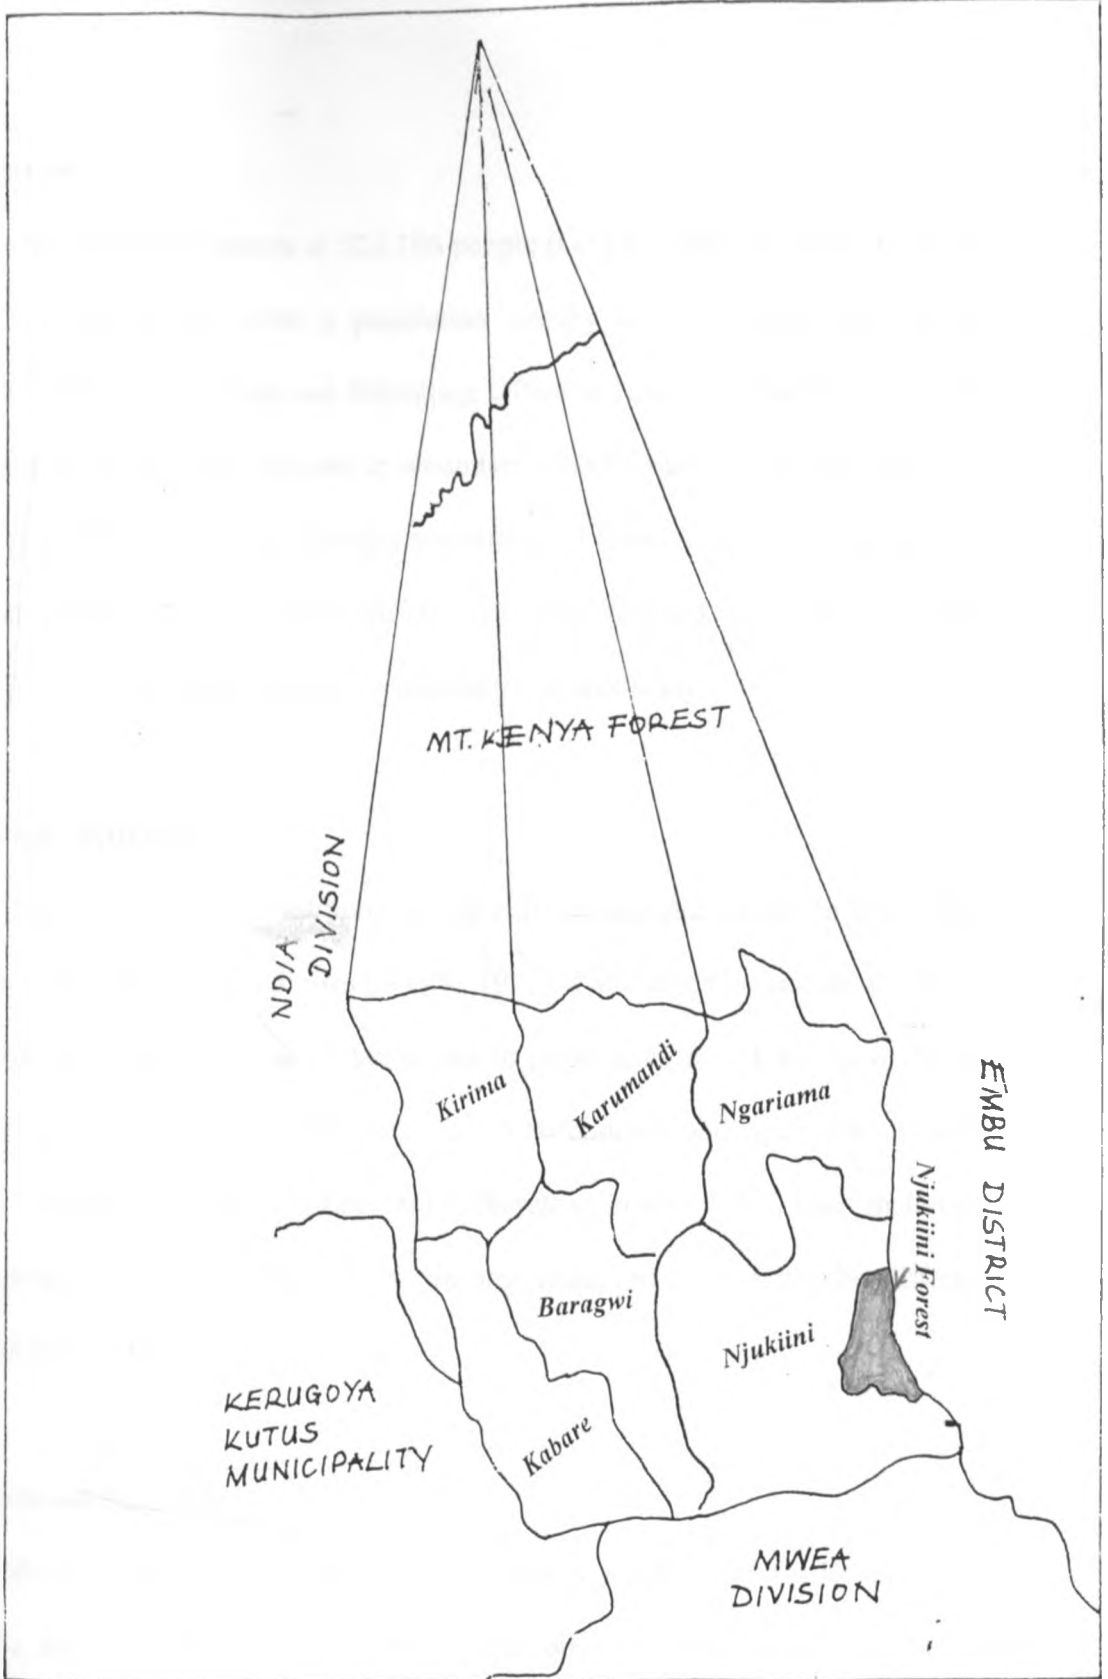 MT. KENYA FOREST
NDIA
DIVISION
Kirima
Karumandi
Ngariama
EMBU DISTRICT
Njukiini Forest
Baragwi
Njukiini
KERUGOYA
KUTUS
MUNICIPALITY
Kabare
MWEA
DIVISION